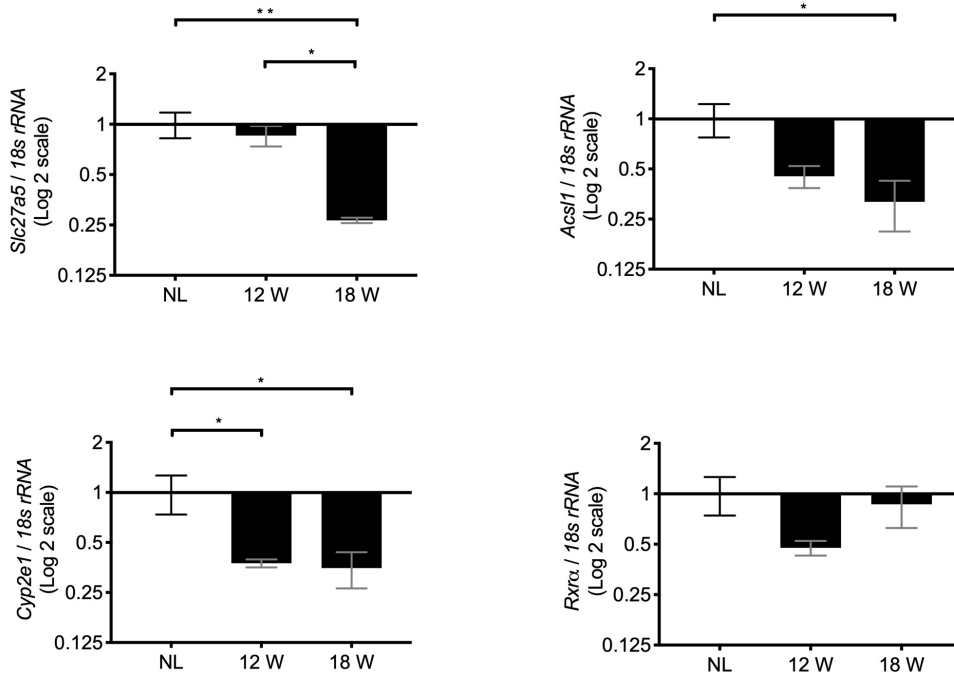 * *
*
2
1
0.5
0.25
0.125
Slc27a5 / 18s rRNA
(Log 2 scale)
NL 12 W 18 W
*
2
1
0.5
0.25
0.125
Acsl1 / 18s rRNA
(Log 2 scale)
NL 12 W 18 W
*
*
2
1
0.5
0.25
0.125
Cyp2e1 / 18s rRNA
(Log 2 scale)
NL 12 W 18 W
2
1
0.5
0.25
0.125
Rxrα / 18s rRNA
(Log 2 scale)
NL 12 W 18 W